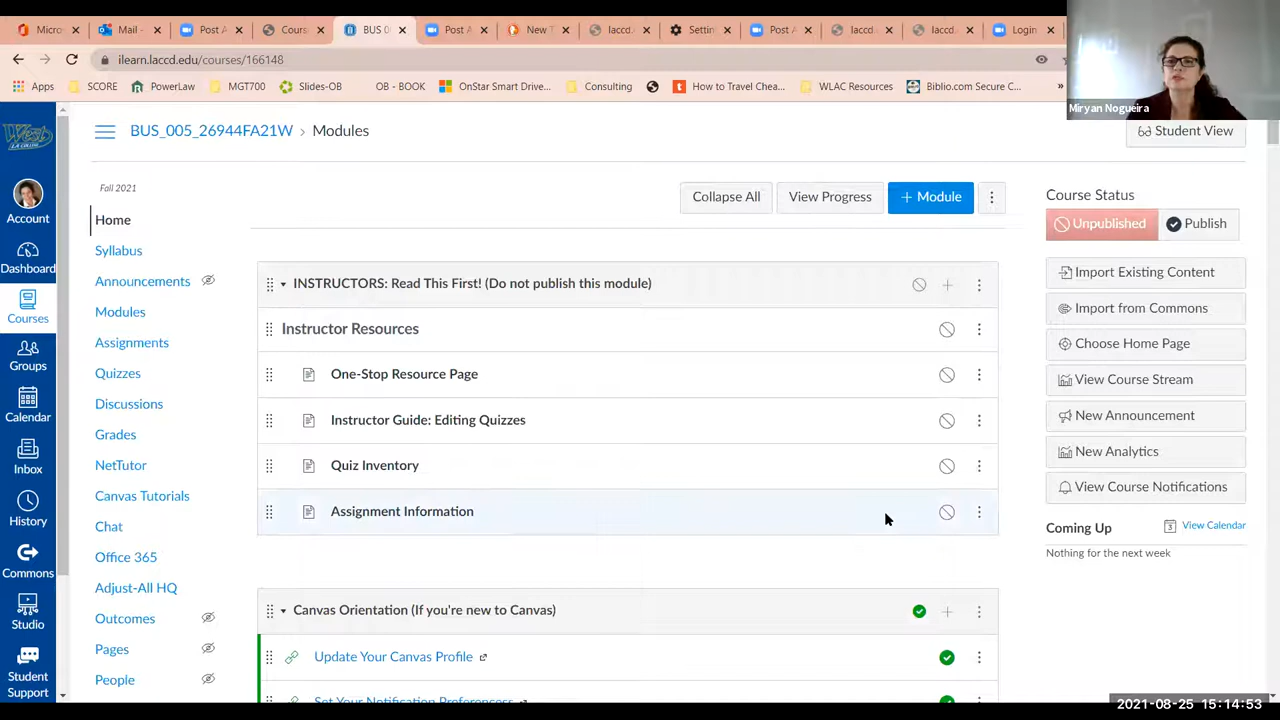 Micro
Mail -
Post A
Cours
BUS 0
Post A
New T
laccd.
Settin
Post A
laccd.
laccd.
Login
ilearn.laccd.edu/courses/166148
Apps
SCORE
PowerLaw
MGT700
Slides-OB
OB - BOOK
OnStar Smart Drive...
Consulting
How to Travel Chea...
WLAC Resources
Biblio.com Secure C...
»
Miryan Nogueira
West
BUS_005_26944FA21W › Modules
Student View
Fall 2021
Collapse All
View Progress
+ Module
Course Status
Unpublished
Publish
Account
Dashboard
Courses
Groups
Calendar
Inbox
History
Commons
Studio
Student
Support
Home
Syllabus
Announcements
Modules
Assignments
Quizzes
Discussions
Grades
NetTutor
Canvas Tutorials
Chat
Office 365
Adjust-All HQ
Outcomes
Pages
People
INSTRUCTORS: Read This First! (Do not publish this module)
Instructor Resources
One-Stop Resource Page
Instructor Guide: Editing Quizzes
Quiz Inventory
Assignment Information
Canvas Orientation (If you're new to Canvas)
Update Your Canvas Profile
Set Your Notification Preferences
Import Existing Content
Import from Commons
Choose Home Page
View Course Stream
New Announcement
New Analytics
View Course Notifications
Coming Up
3 View Calendar
Nothing for the next week
2021-08-25 15:14:53